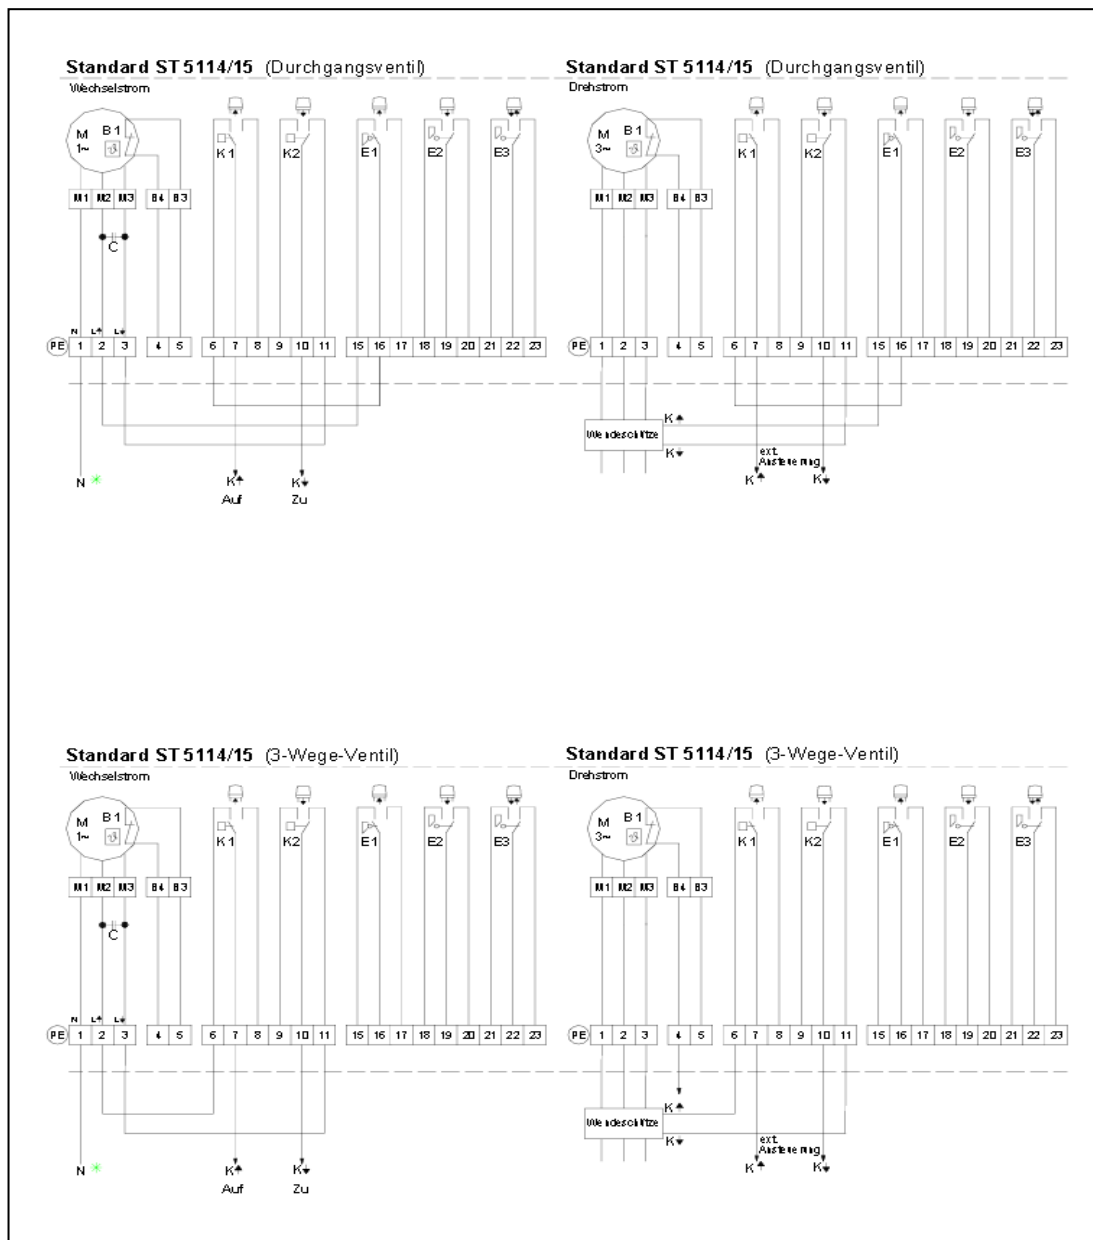 Standard ST 5114/15 (Durchgangsventil)
Wechselstrom
M
1~
B1
ϑ
K1
K2
E1
E2
E3
M1 M2 M3 B4 B3
C
N L L
PE 1 2 3 4 5 6 7 8 9 10 11 15 16 17 18 19 20 21 22 23
N *
K
Auf
K
Zu
Standard ST 5114/15 (Durchgangsventil)
Drehstrom
M
3~
B1
ϑ
K1
K2
E1
E2
E3
M1 M2 M3 B4 B3
PE 1 2 3 4 5 6 7 8 9 10 11 15 16 17 18 19 20 21 22 23
K
Wendeschütze
K
ext.
Ansteuerung
K
K
Standard ST 5114/15 (3-Wege-Ventil)
Wechselstrom
M
1~
B1
ϑ
K1
K2
E1
E2
E3
M1 M2 M3 B4 B3
C
N L L
PE 1 2 3 4 5 6 7 8 9 10 11 15 16 17 18 19 20 21 22 23
N *
K
Auf
K
Zu
Standard ST 5114/15 (3-Wege-Ventil)
Drehstrom
M
3~
B1
ϑ
K1
K2
E1
E2
E3
M1 M2 M3 B4 B3
PE 1 2 3 4 5 6 7 8 9 10 11 15 16 17 18 19 20 21 22 23
K
Wendeschütze
K
ext.
Ansteuerung
K
K